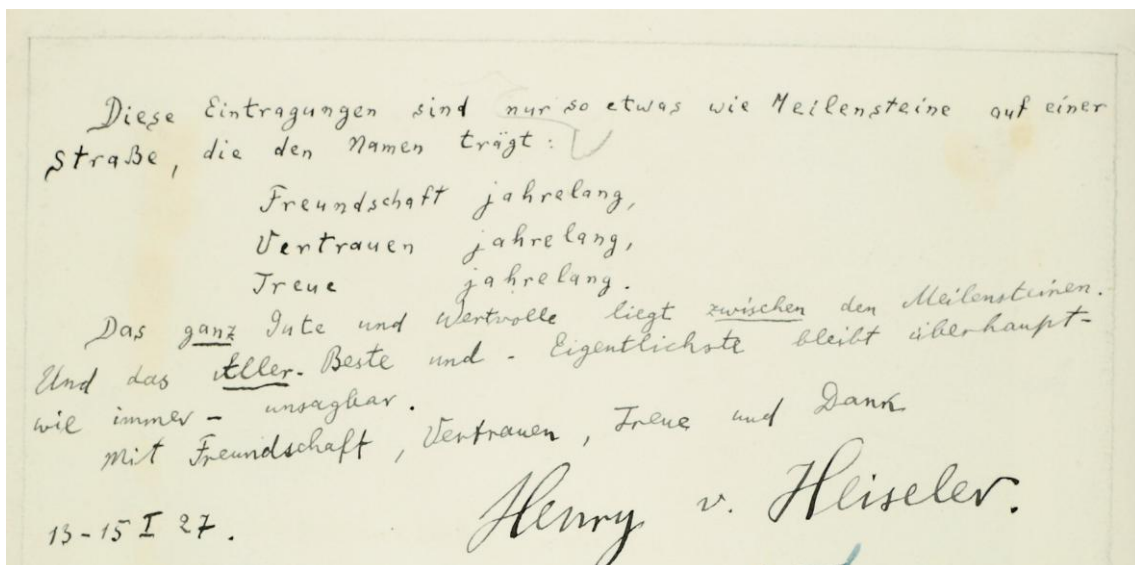 Diese Eintragungen sind nur so etwas wie Meilensteine auf einer
Straße, die den Namen trägt:
Freundschaft jahrelang,
Vertrauen jahrelang,
Treue jahrelang.
Das ganz Gute und Wertvolle liegt zwischen den Meilensteinen.
Und das Aller-Beste und - Eigentlichste bleibt überhaupt-
wie immer - unsagbar.
Mit Freundschaft, Vertrauen, Treue und Dank
Henry v. Heiseler.
13-15 I 27.